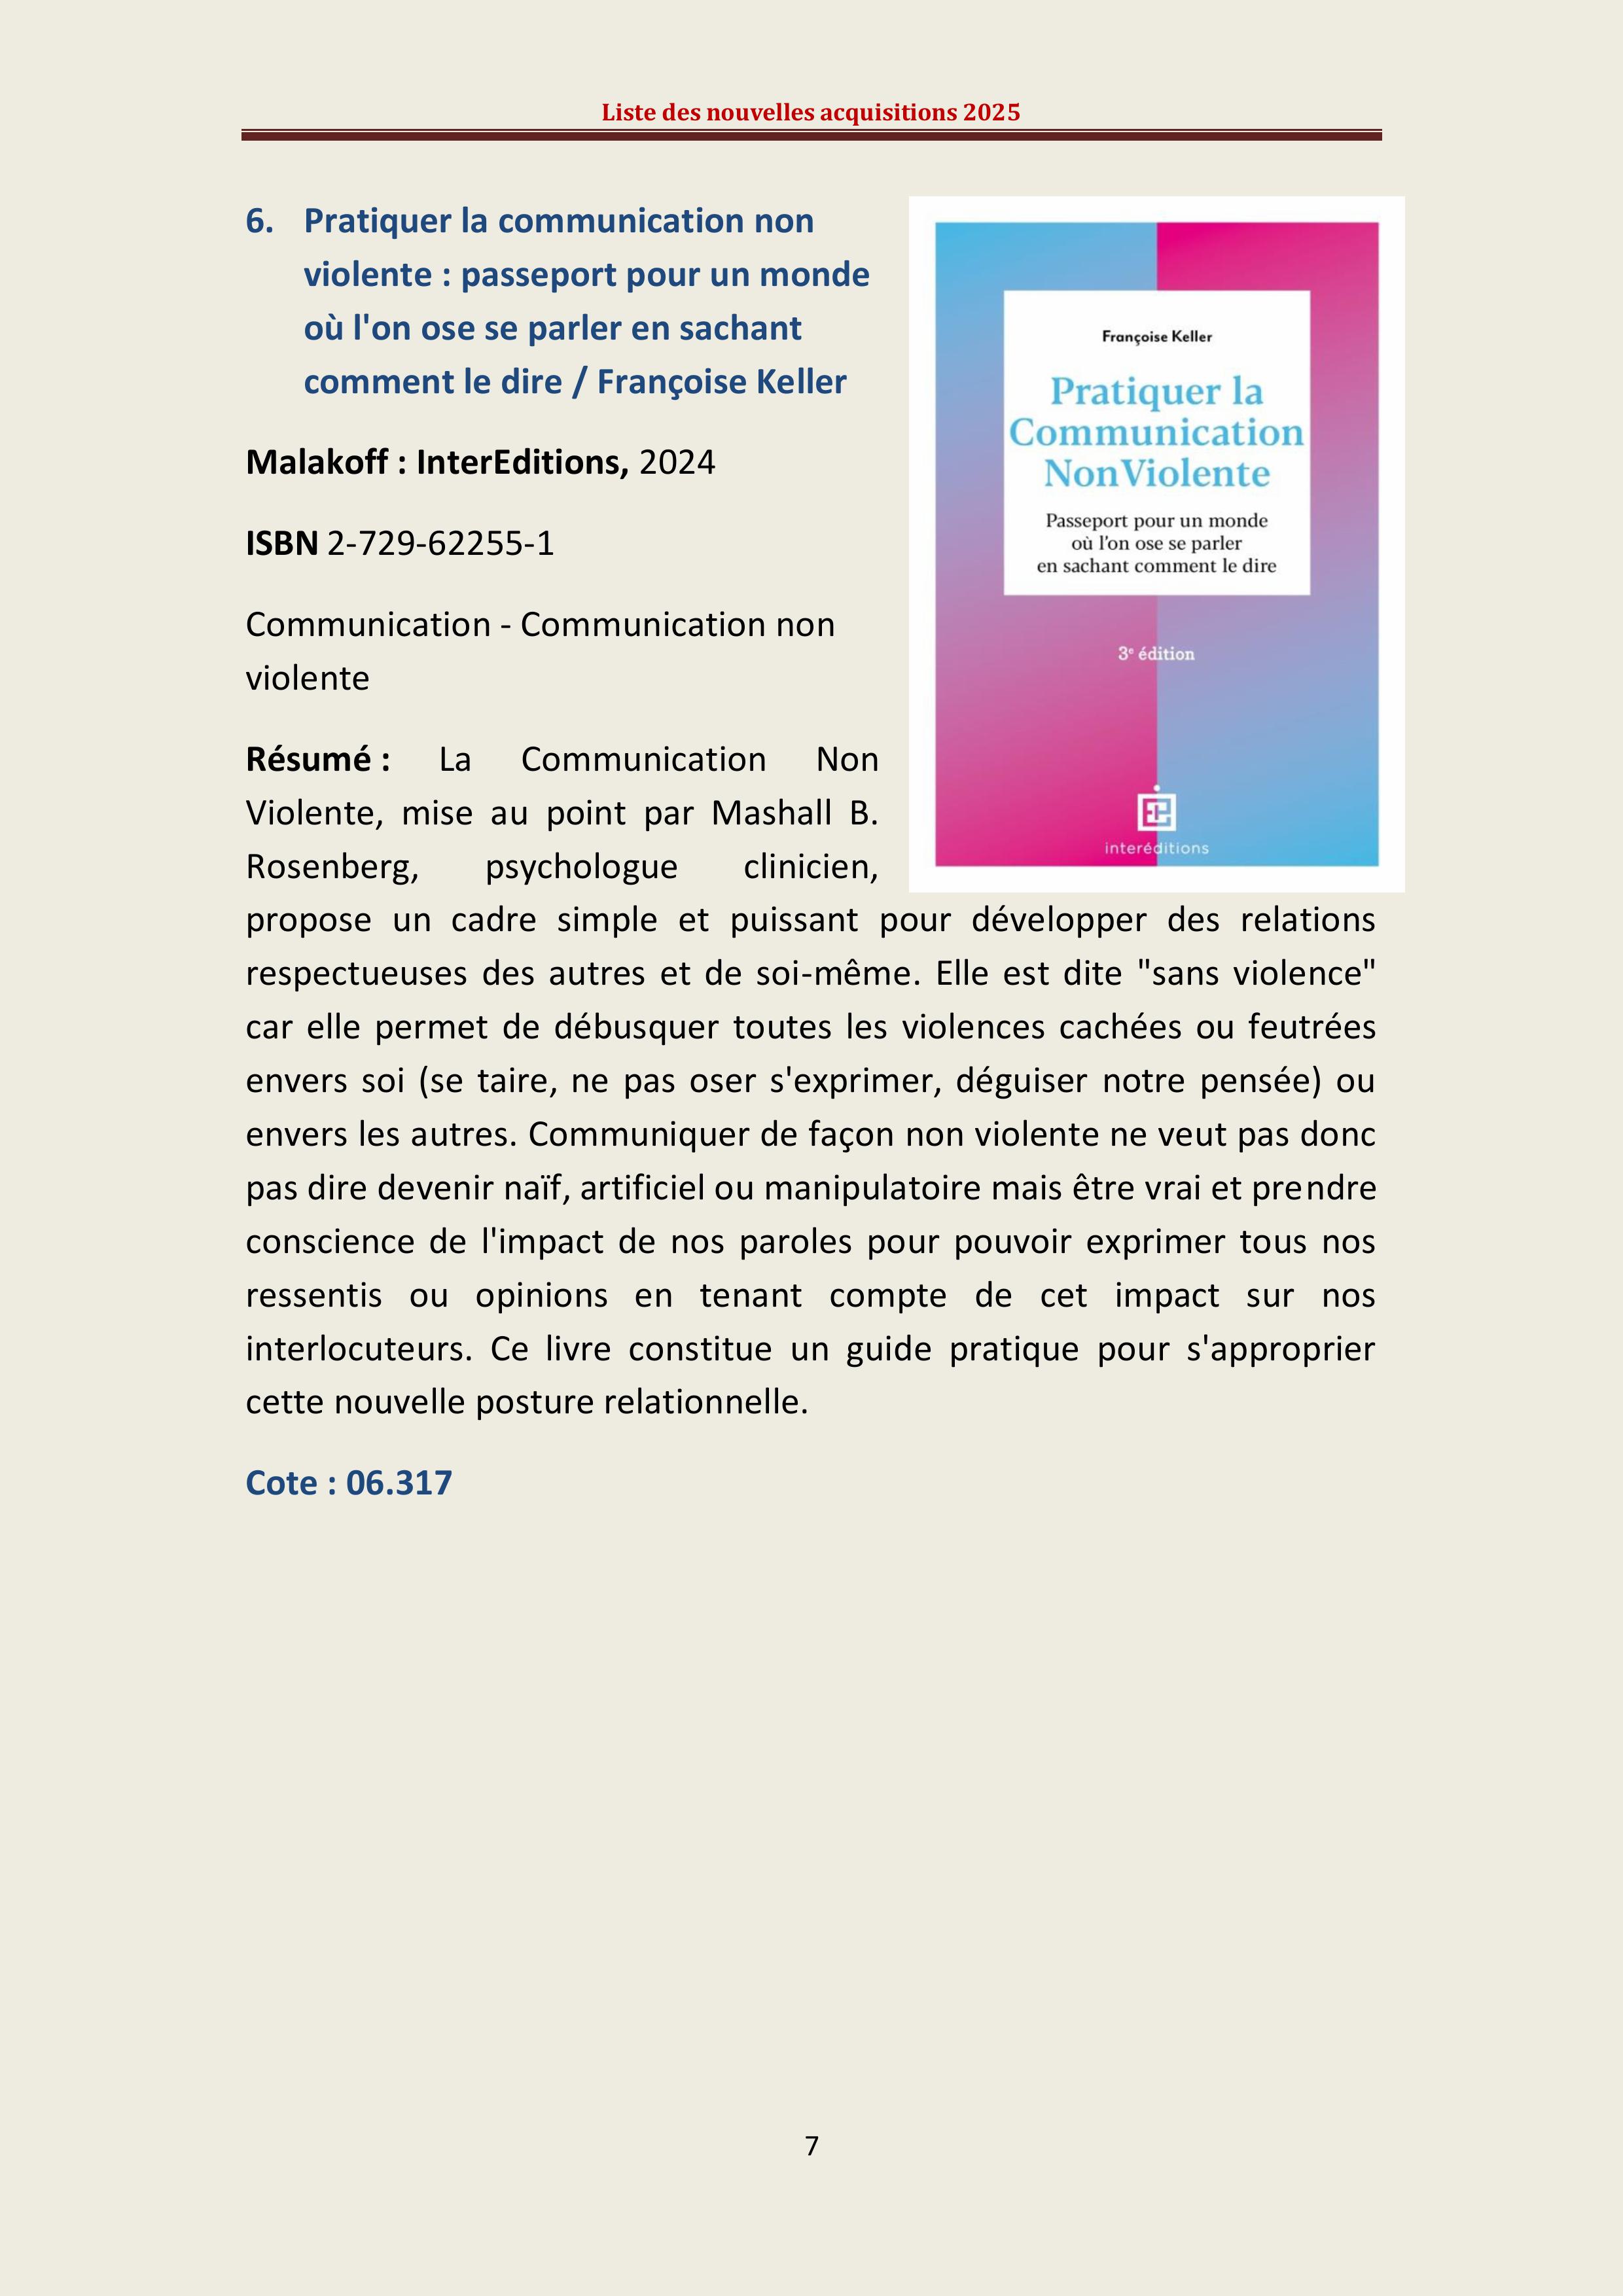 Liste des nouvelles acquisitions 2025
6. Pratiquer la communication non
violente : passeport pour un monde
où l'on ose se parler en sachant
comment le dire / Françoise Keller
Malakoff : InterEditions, 2024
ISBN 2-729-62255-1
Communication - Communication non
violente
Résumé : La Communication Non
Violente, mise au point par Mashall B.
Rosenberg, psychologue clinicien,
propose un cadre simple et puissant pour développer des relations
respectueuses des autres et de soi-même. Elle est dite "sans violence"
car elle permet de débusquer toutes les violences cachées ou feutrées
envers soi (se taire, ne pas oser s'exprimer, déguiser notre pensée) ou
envers les autres. Communiquer de façon non violente ne veut pas donc
pas dire devenir naïf, artificiel ou manipulatoire mais être vrai et prendre
conscience de l'impact de nos paroles pour pouvoir exprimer tous nos
ressentis ou opinions en tenant compte de cet impact sur nos
interlocuteurs. Ce livre constitue un guide pratique pour s'approprier
cette nouvelle posture relationnelle.
Cote : 06.317
Françoise Keller
Pratiquer la
Communication
NonViolente
Passeport pour un monde
où l'on ose se parler
en sachant comment le dire
3e édition
interéditions
7